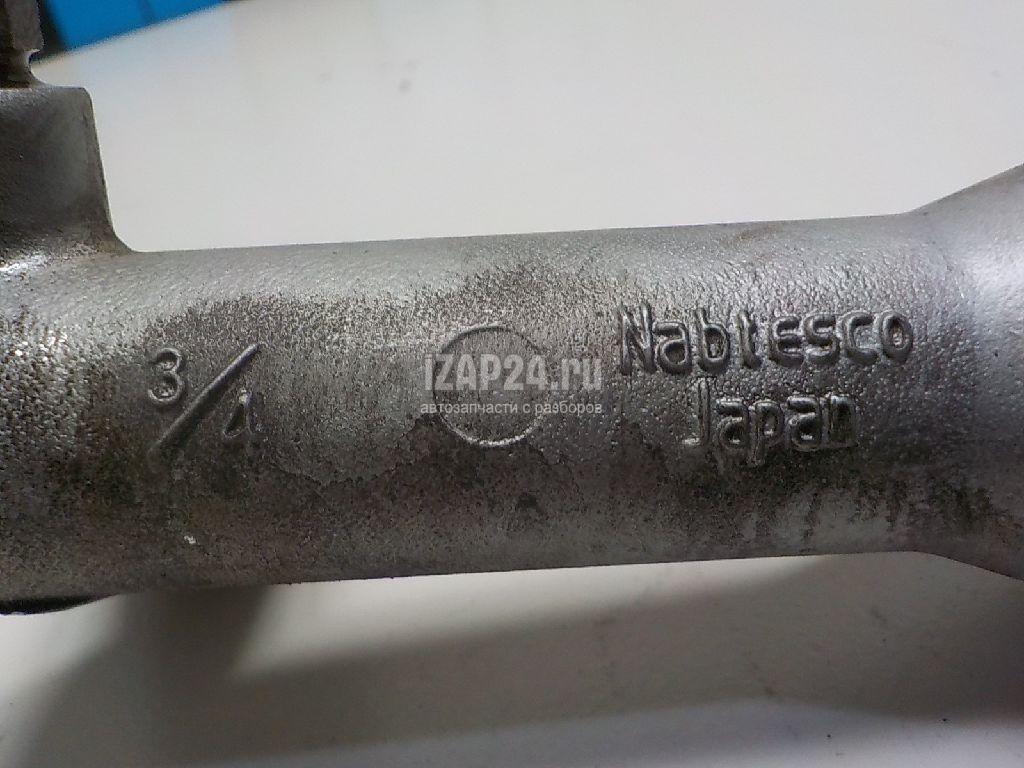 3/4
Nabtesco
Japan
iZAP24.ru
автозапчасти с разборов